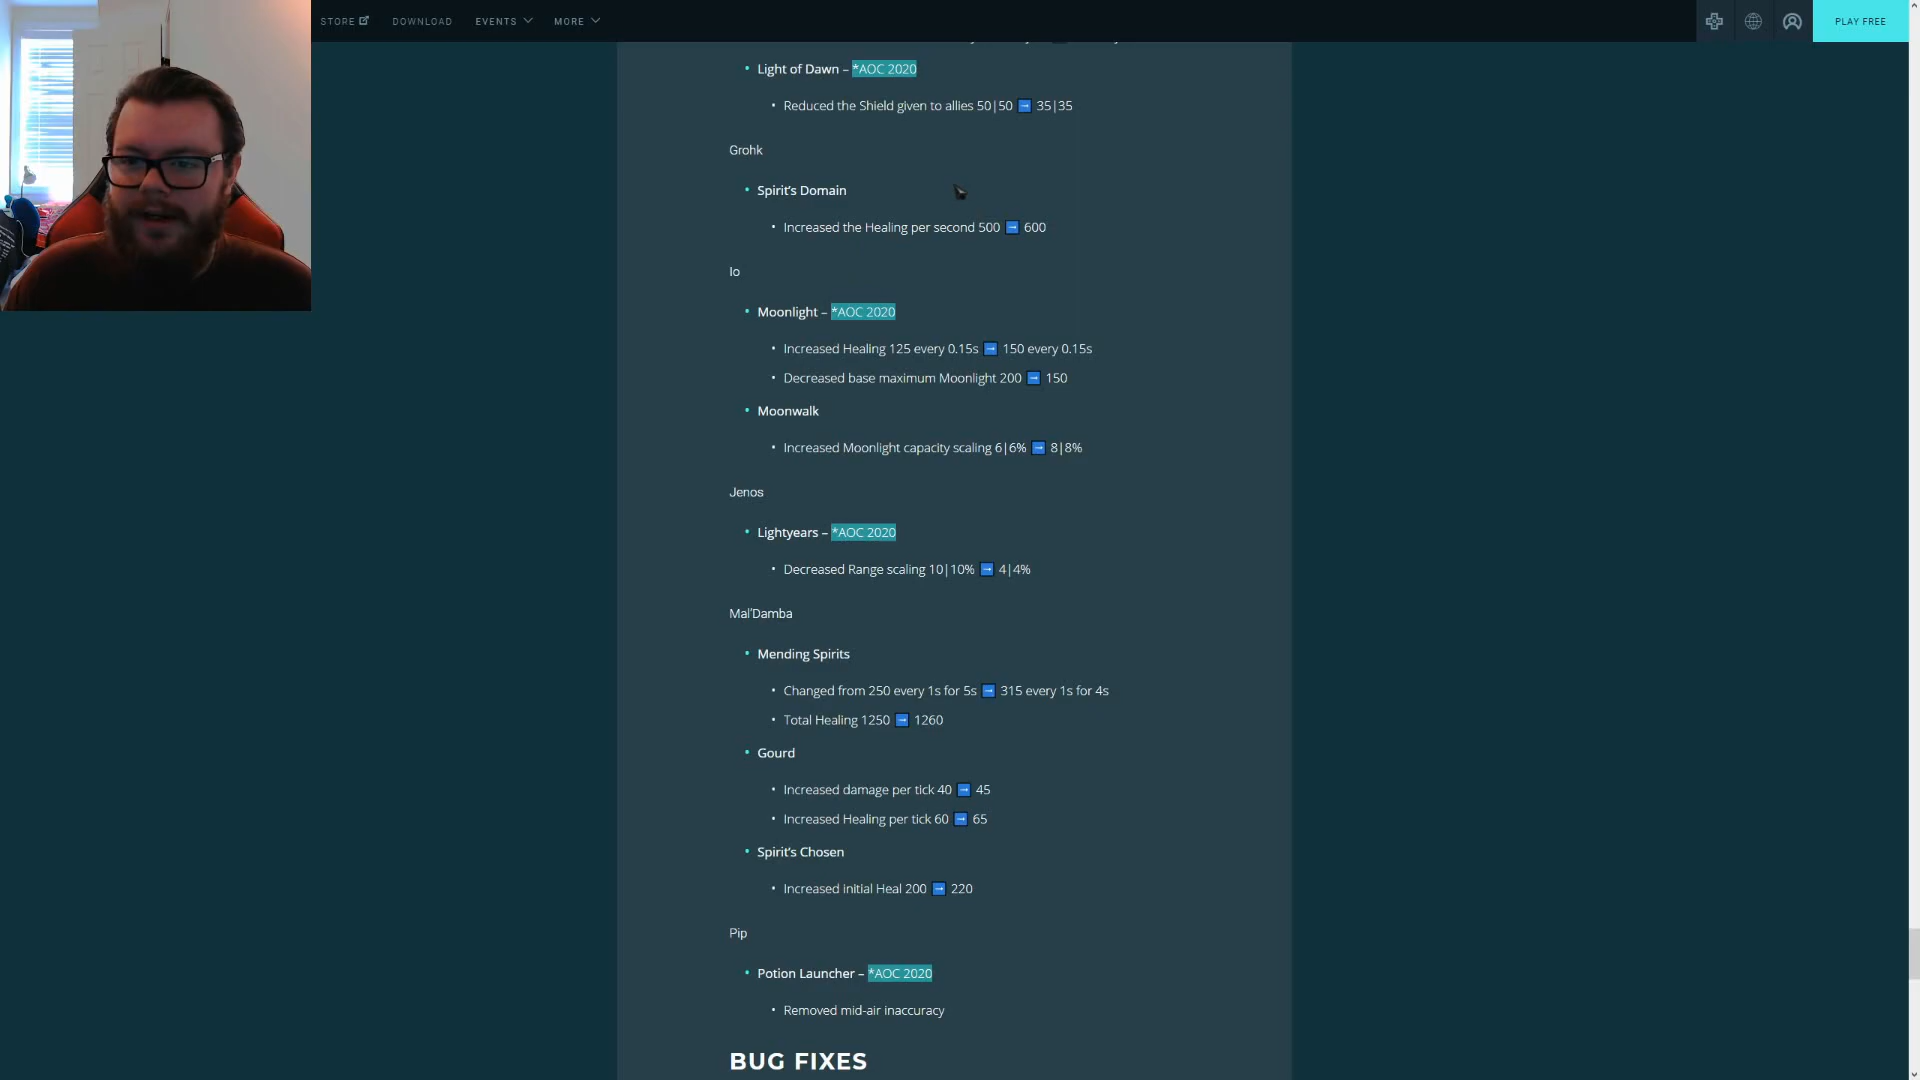 STORE DOWNLOAD EVENTS MORE PLAY FREE
• Light of Dawn – *AOC 2020
• Reduced the Shield given to allies 50|50 ➡ 35|35
Grohk
• Spirit’s Domain
• Increased the Healing per second 500 ➡ 600
Io
• Moonlight – *AOC 2020
• Increased Healing 125 every 0.15s ➡ 150 every 0.15s
• Decreased base maximum Moonlight 200 ➡ 150
• Moonwalk
• Increased Moonlight capacity scaling 6|6% ➡ 8|8%
Jenos
• Lightyears – *AOC 2020
• Decreased Range scaling 10|10% ➡ 4|4%
Mal’Damba
• Mending Spirits
• Changed from 250 every 1s for 5s ➡ 315 every 1s for 4s
• Total Healing 1250 ➡ 1260
• Gourd
• Increased damage per tick 40 ➡ 45
• Increased Healing per tick 60 ➡ 65
• Spirit’s Chosen
• Increased initial Heal 200 ➡ 220
Pip
• Potion Launcher – *AOC 2020
• Removed mid-air inaccuracy
BUG FIXES